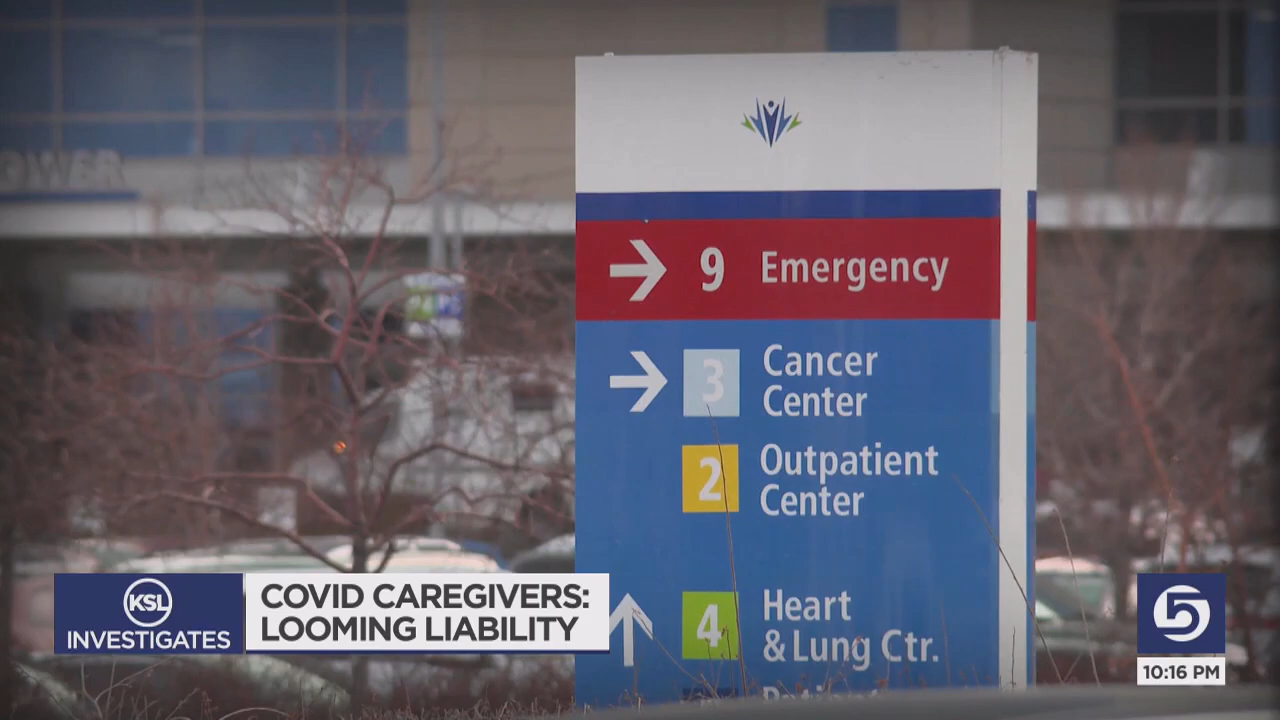 TOWER
9 Emergency
3 Cancer
Center
2 Outpatient
Center
4 Heart
& Lung Ctr.
KSL
INVESTIGATES
COVID CAREGIVERS:
LOOMING LIABILITY
5
10:16 PM